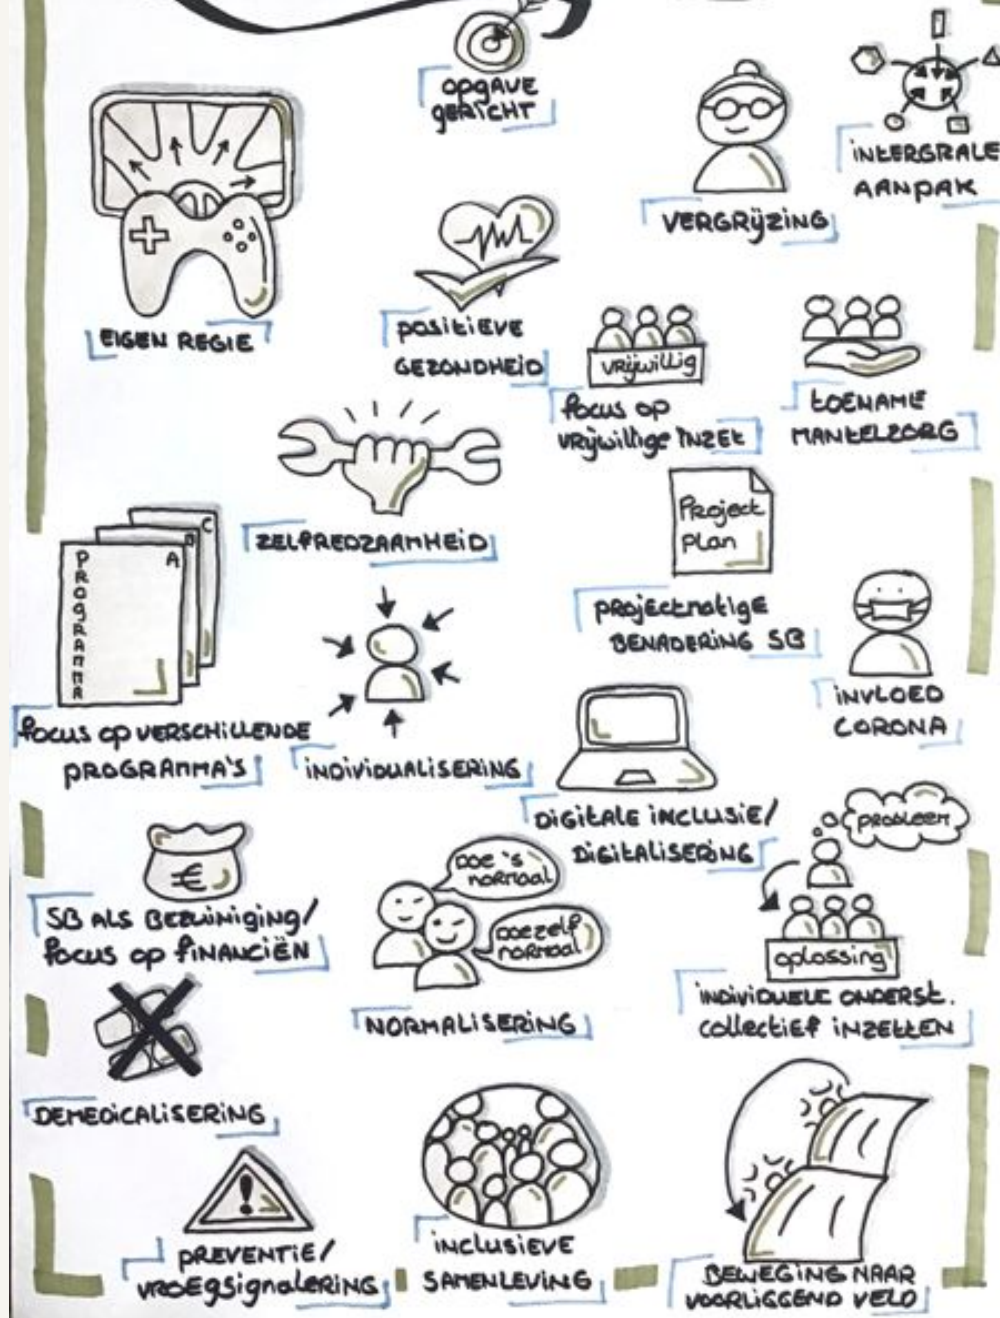 OPGAVE
GERICHT
INTERGRALE
AANPAK
VERGRIJZING
EIGEN REGIE
POSITIEVE
GEZONDHEID
VRIJWILLIG
FOCUS OP
VRIJWILLIGE INZET
TOENAME
MANTELZORG
ZELFREDZAAMHEID
PROJECT
PLAN
PROJECTMATIGE
BENADERING SB
C
B
A
PROGRAMMA
FOCUS OP VERSCHILLENDE
PROGRAMMA'S
INDIVIDUALISERING
INVLOED
CORONA
DIGITALE INCLUSIE/
DIGITALISERING
€
SB ALS BEZUINIGING/
FOCUS OP FINANCIËN
DOE 'S
NORMAAL
DOE ZELF
NORMAAL
NORMALISERING
PROBLEEM
OPLOSSING
INDIVIDUELE ONDERST.
COLLECTIEF INZETTEN
DEMEDICALISERING
!
PREVENTIE/
VROEGSIGNALERING
INCLUSIEVE
SAMENLEVING
BEWEGING NAAR
VOORLIGGEND VELD